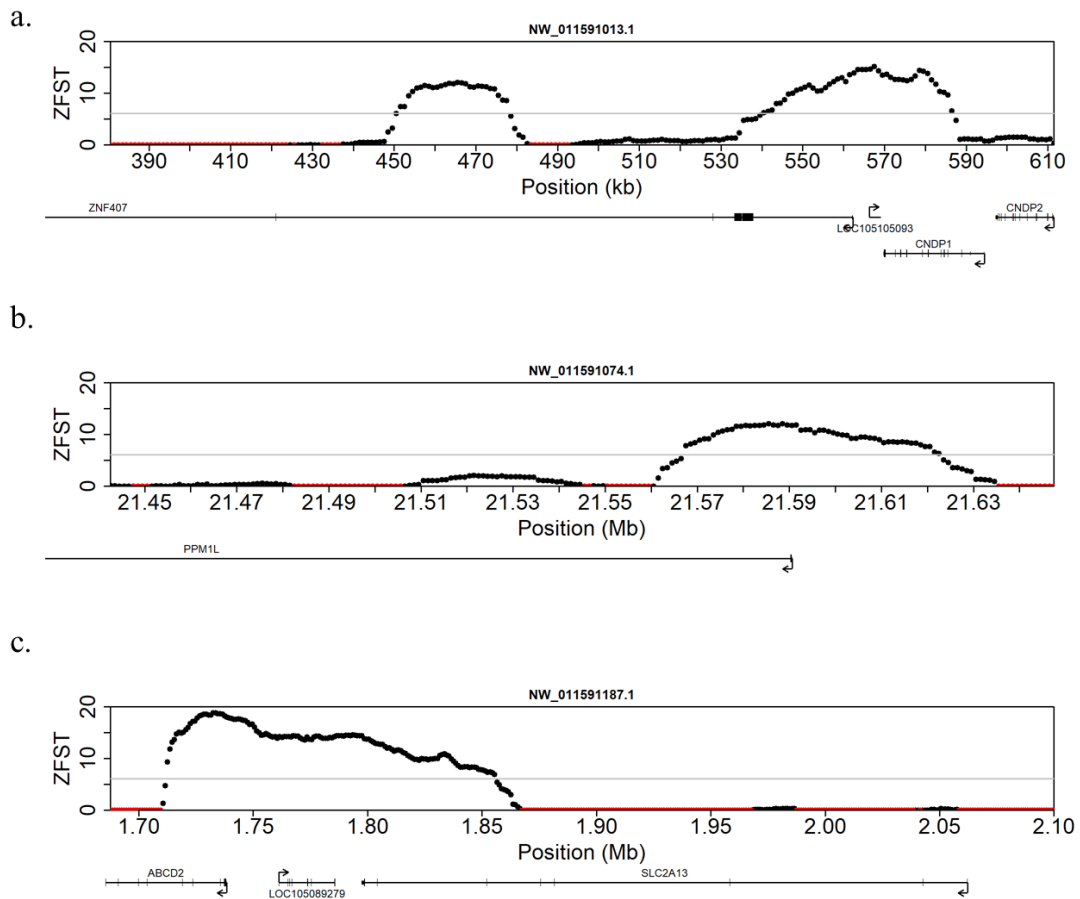 a.
NW_011591013.1
ZFST
0 10 20
390 410 430 450 470 490 510 530 550 570 590 610
Position (kb)
ZNF407
CNDP2
LOC105105093
CNDP1
b.
NW_011591074.1
ZFST
0 10 20
21.45 21.47 21.49 21.51 21.53 21.55 21.57 21.59 21.61 21.63
Position (Mb)
PPM1L
c.
NW_011591187.1
ZFST
0 10 20
1.70 1.75 1.80 1.85 1.90 1.95 2.00 2.05 2.10
Position (Mb)
ABCD2
SLC2A13
LOC105089279